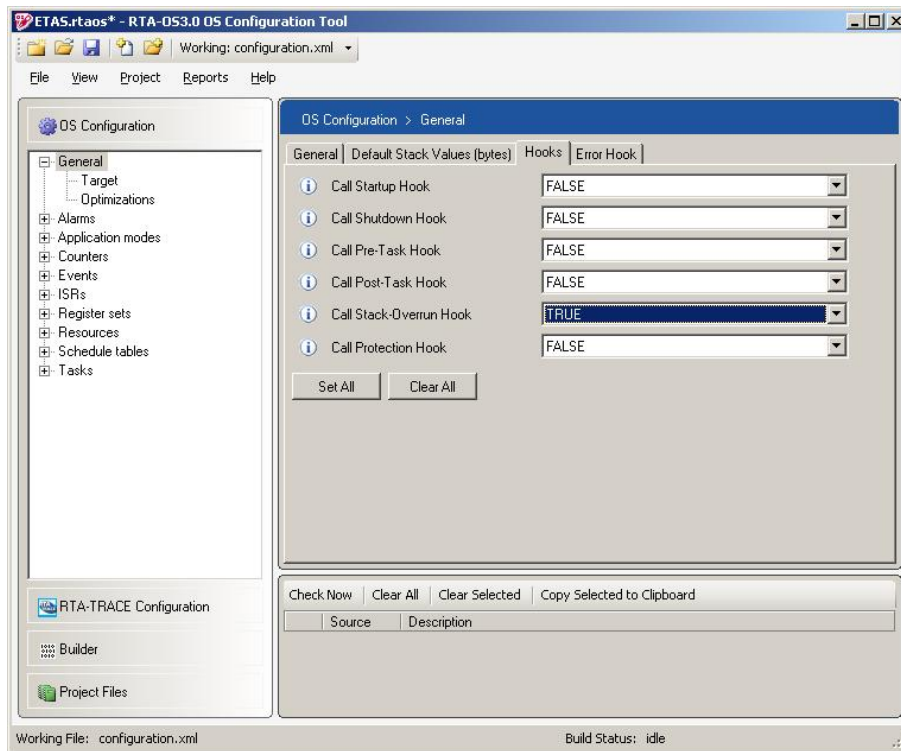 ETAS.rtaos* - RTA-OS3.0 OS Configuration Tool
Working: configuration.xml
File View Project Reports Help
OS Configuration
General
Target
Optimizations
Alarms
Application modes
Counters
Events
ISRs
Register sets
Resources
Schedule tables
Tasks
RTA-TRACE Configuration
Builder
Project Files
OS Configuration > General
General Default Stack Values (bytes) Hooks Error Hook
Call Startup Hook FALSE
Call Shutdown Hook FALSE
Call Pre-Task Hook FALSE
Call Post-Task Hook FALSE
Call Stack-Overrun Hook TRUE
Call Protection Hook FALSE
Set All Clear All
Check Now Clear All Clear Selected Copy Selected to Clipboard
Source Description
Working File: configuration.xml Build Status: idle